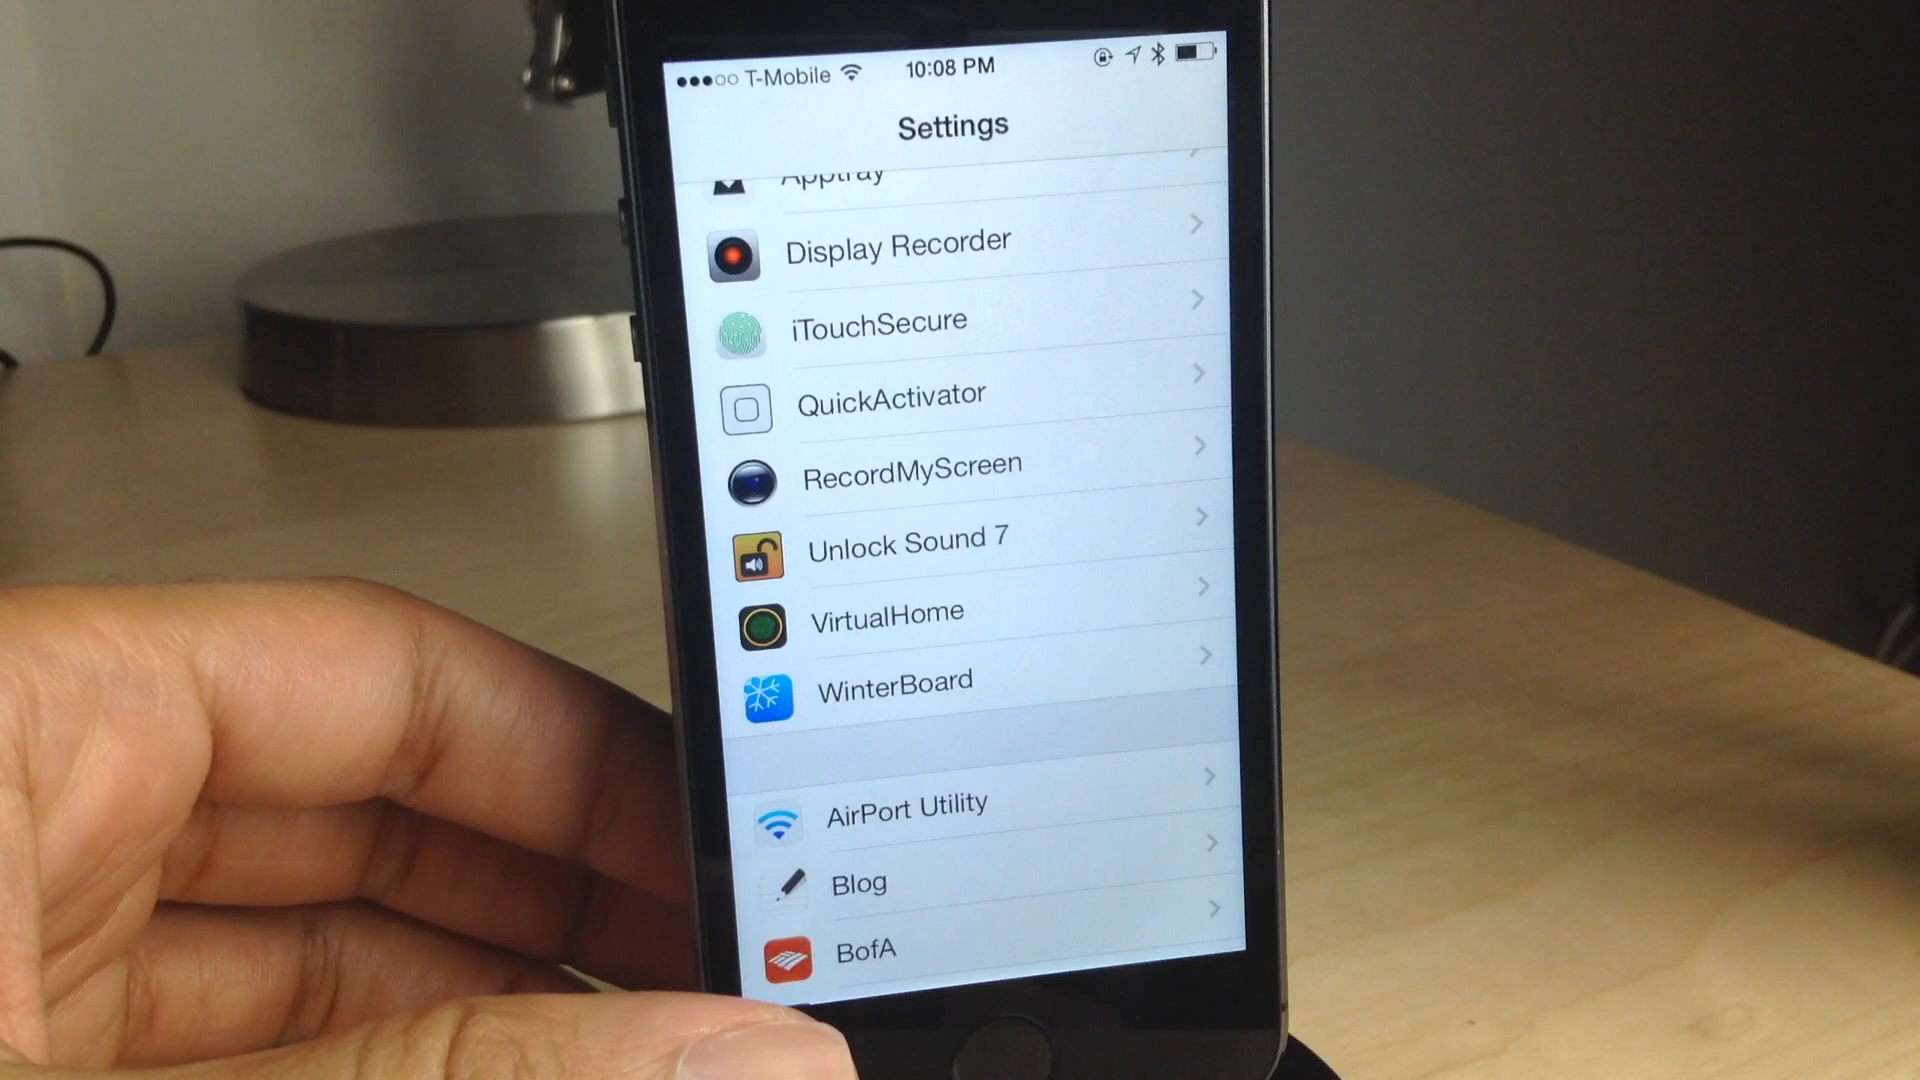 T-Mobile 10:08 PM
Settings
Apptray
Display Recorder
iTouchSecure
QuickActivator
RecordMyScreen
Unlock Sound 7
VirtualHome
WinterBoard
AirPort Utility
Blog
BofA